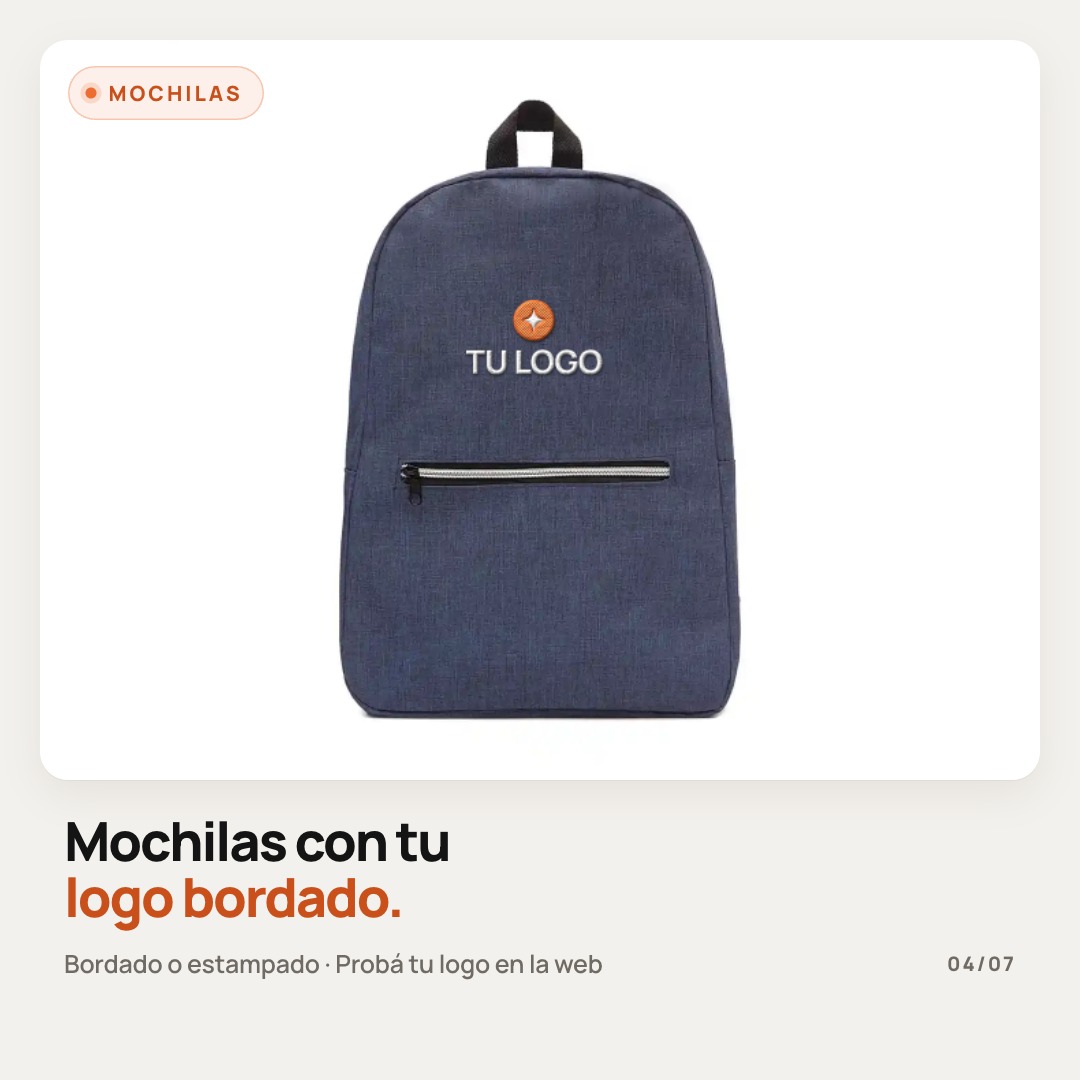 MOCHILAS
TU LOGO
Mochilas con tu
logo bordado.
Bordado o estampado · Probá tu logo en la web
04/07